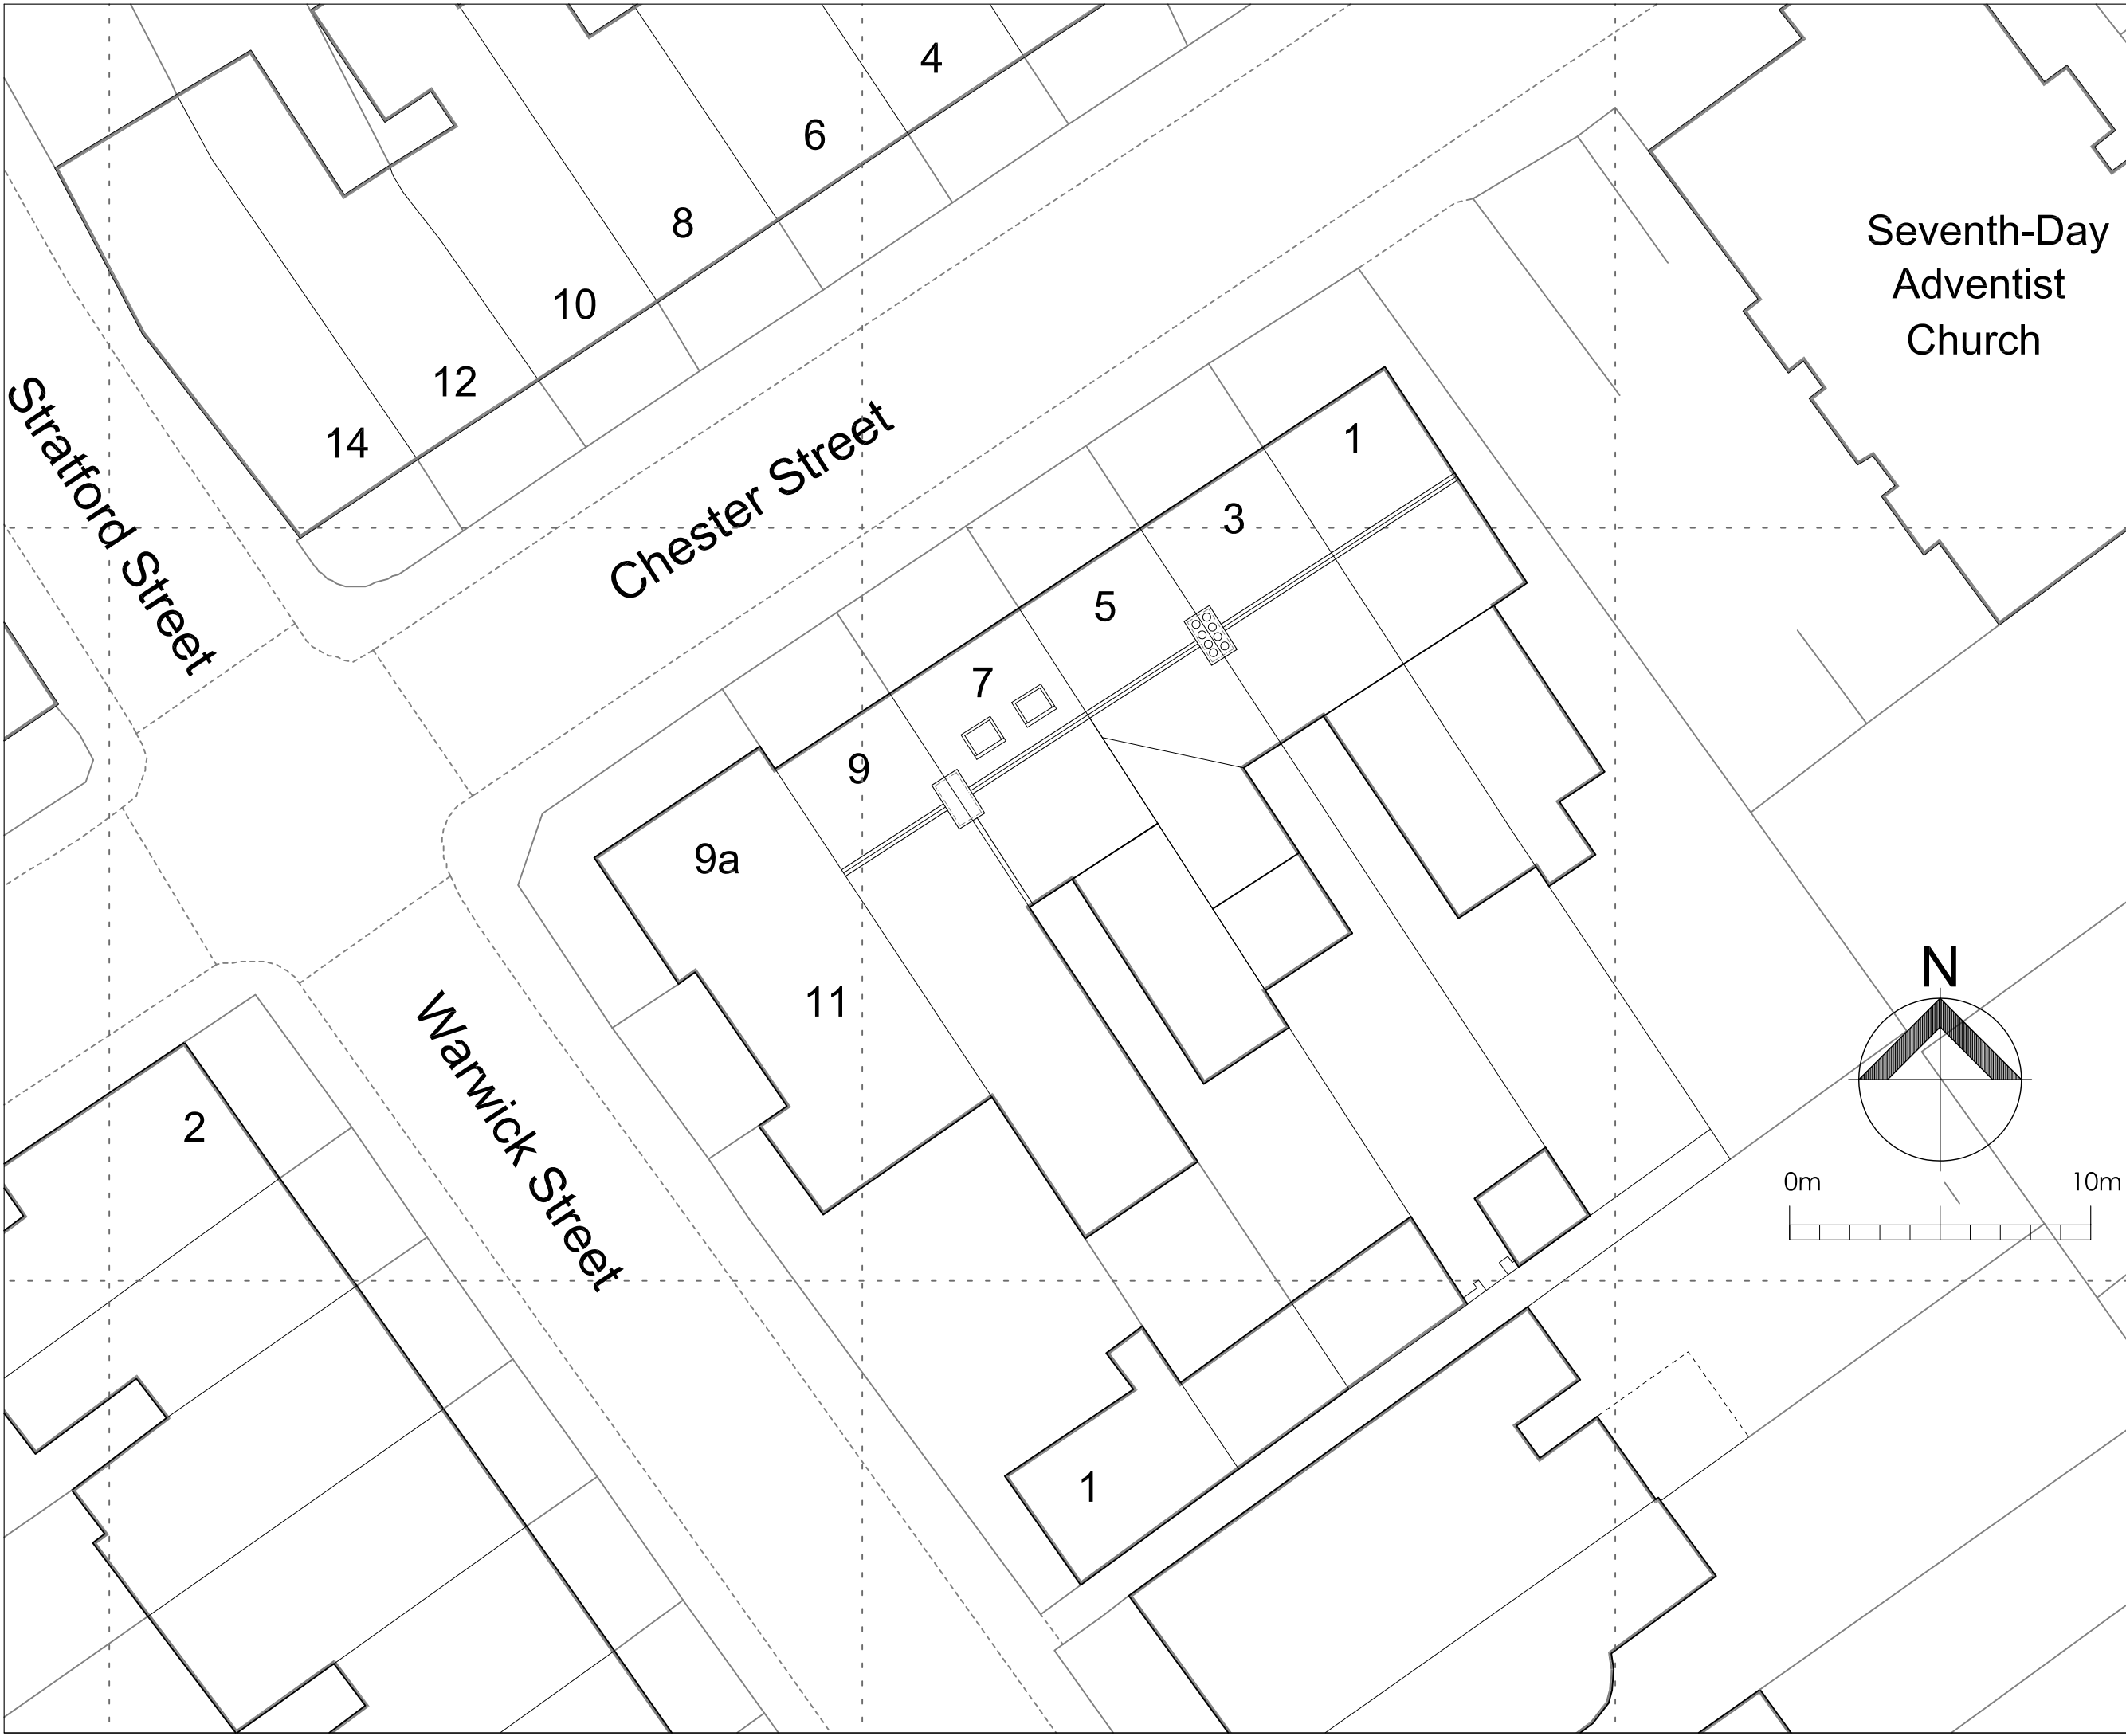 4
6
8
10
12
14
Seventh-Day
Adventist
Church
Stratford Street
Chester Street
1
3
5
7
9
9a
11
Warwick Street
2
1
N
0m 10m